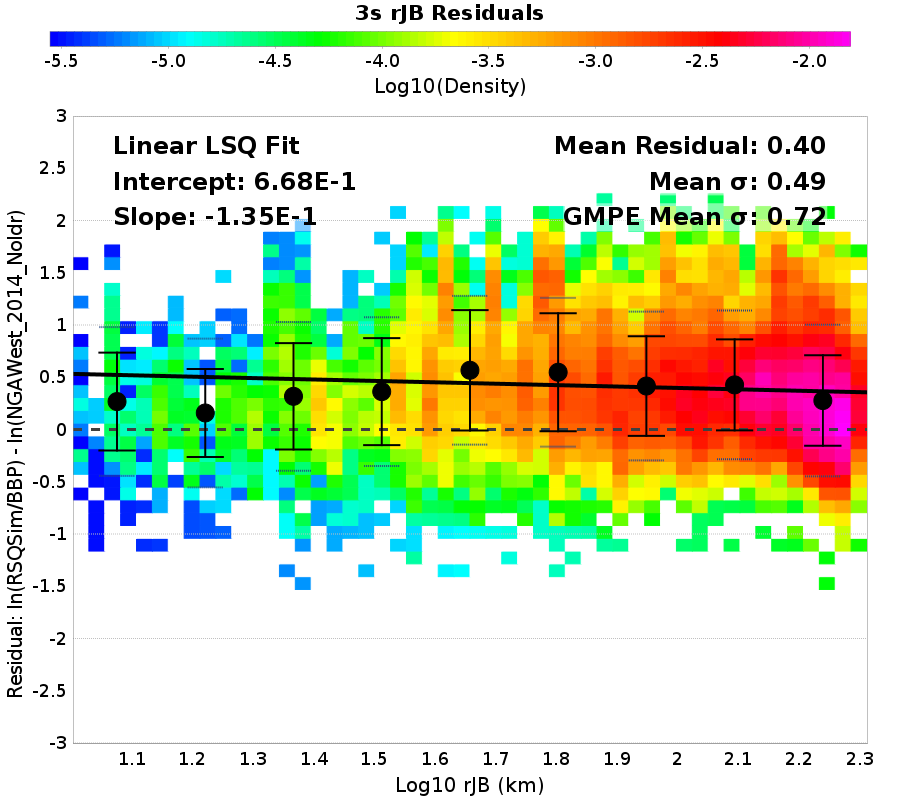 3s rJB Residuals
-5.5 -5.0 -4.5 -4.0 -3.5 -3.0 -2.5 -2.0
Log10(Density)
Linear LSQ Fit
Intercept: 6.68E-1
Slope: -1.35E-1
Mean Residual: 0.40
Mean σ: 0.49
GMPE Mean σ: 0.72
Residual: ln(RSQSim/BBP) - ln(NGAWest_2014_NoIdr)
3
2.5
2
1.5
1
0.5
0
-0.5
-1
-1.5
-2
-2.5
-3
1.1 1.2 1.3 1.4 1.5 1.6 1.7 1.8 1.9 2 2.1 2.2 2.3
Log10 rJB (km)